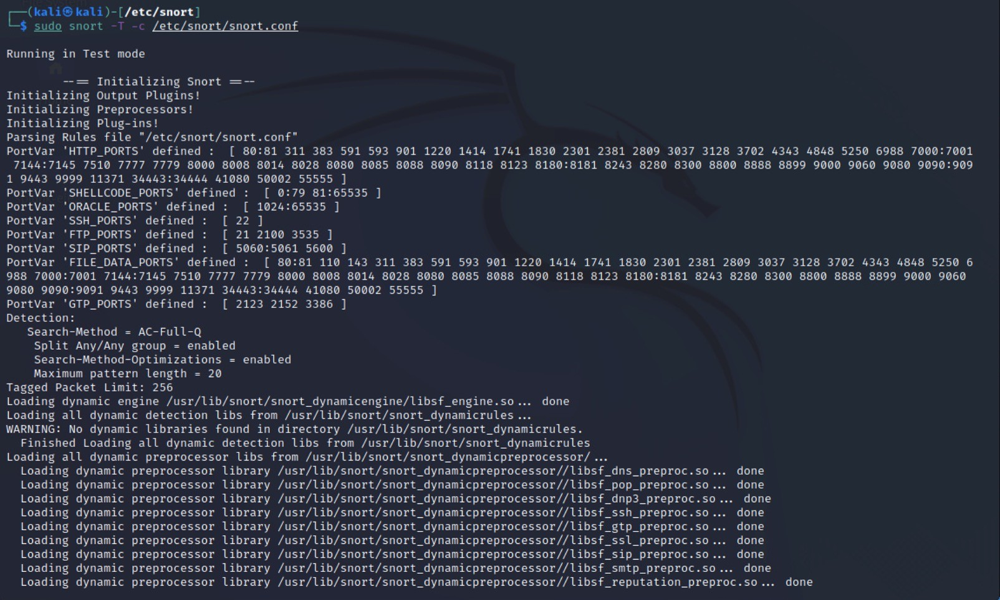 ┌──(kali㉿kali)-[/etc/snort]
└─$ sudo snort -T -c /etc/snort/snort.conf
Running in Test mode
--== Initializing Snort ==--
Initializing Output Plugins!
Initializing Preprocessors!
Initializing Plug-ins!
Parsing Rules file "/etc/snort/snort.conf"
PortVar 'HTTP_PORTS' defined :  [ 80:81 311 383 591 593 901 1220 1414 1741 1830 2301 2381 2809 3037 3128 3702 4343 4848 5250 6988 7000:7001
7144:7145 7510 7777 7779 8000 8008 8014 8028 8080 8085 8088 8090 8118 8123 8180:8181 8243 8280 8300 8800 8888 8899 9000 9060 9080 9090:909
1 9443 9999 11371 34443:34444 41080 50002 55555 ]
PortVar 'SHELLCODE_PORTS' defined :  [ 0:79 81:65535 ]
PortVar 'ORACLE_PORTS' defined :  [ 1024:65535 ]
PortVar 'SSH_PORTS' defined :  [ 22 ]
PortVar 'FTP_PORTS' defined :  [ 21 2100 3535 ]
PortVar 'SIP_PORTS' defined :  [ 5060:5061 5600 ]
PortVar 'FILE_DATA_PORTS' defined :  [ 80:81 110 143 311 383 591 593 901 1220 1414 1741 1830 2301 2381 2809 3037 3128 3702 4343 4848 5250 6
988 7000:7001 7144:7145 7510 7777 7779 8000 8008 8014 8028 8080 8085 8088 8090 8118 8123 8180:8181 8243 8280 8300 8800 8888 8899 9000 9060
9080 9090:9091 9443 9999 11371 34443:34444 41080 50002 55555 ]
PortVar 'GTP_PORTS' defined :  [ 2123 2152 3386 ]
Detection:
Search-Method = AC-Full-Q
Split Any/Any group = enabled
Search-Method-Optimizations = enabled
Maximum pattern length = 20
Tagged Packet Limit: 256
Loading dynamic engine /usr/lib/snort/snort_dynamicengine/libsf_engine.so... done
Loading all dynamic detection libs from /usr/lib/snort/snort_dynamicrules...
WARNING: No dynamic libraries found in directory /usr/lib/snort/snort_dynamicrules.
Finished Loading all dynamic detection libs from /usr/lib/snort/snort_dynamicrules
Loading all dynamic preprocessor libs from /usr/lib/snort/snort_dynamicpreprocessor/...
Loading dynamic preprocessor library /usr/lib/snort/snort_dynamicpreprocessor//libsf_dns_preproc.so... done
Loading dynamic preprocessor library /usr/lib/snort/snort_dynamicpreprocessor//libsf_pop_preproc.so... done
Loading dynamic preprocessor library /usr/lib/snort/snort_dynamicpreprocessor//libsf_dnp3_preproc.so... done
Loading dynamic preprocessor library /usr/lib/snort/snort_dynamicpreprocessor//libsf_ssh_preproc.so... done
Loading dynamic preprocessor library /usr/lib/snort/snort_dynamicpreprocessor//libsf_gtp_preproc.so... done
Loading dynamic preprocessor library /usr/lib/snort/snort_dynamicpreprocessor//libsf_ssl_preproc.so... done
Loading dynamic preprocessor library /usr/lib/snort/snort_dynamicpreprocessor//libsf_sip_preproc.so... done
Loading dynamic preprocessor library /usr/lib/snort/snort_dynamicpreprocessor//libsf_smtp_preproc.so... done
Loading dynamic preprocessor library /usr/lib/snort/snort_dynamicpreprocessor//libsf_reputation_preproc.so... done